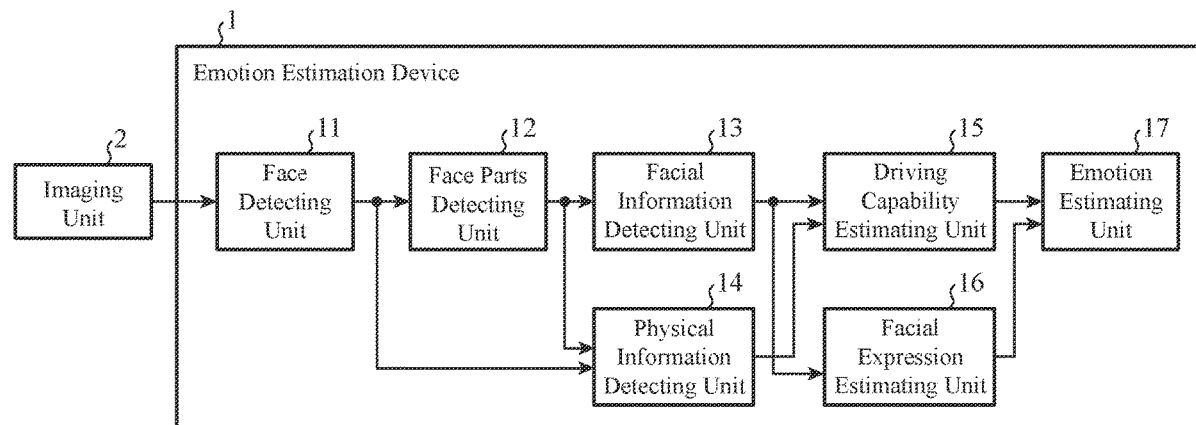 1
Emotion Estimation Device
2
Imaging
Unit
11
Face
Detecting
Unit
12
Face Parts
Detecting
Unit
13
Facial
Information
Detecting Unit
15
Driving
Capability
Estimating Unit
17
Emotion
Estimating
Unit
14
Physical
Information
Detecting Unit
16
Facial
Expression
Estimating Unit